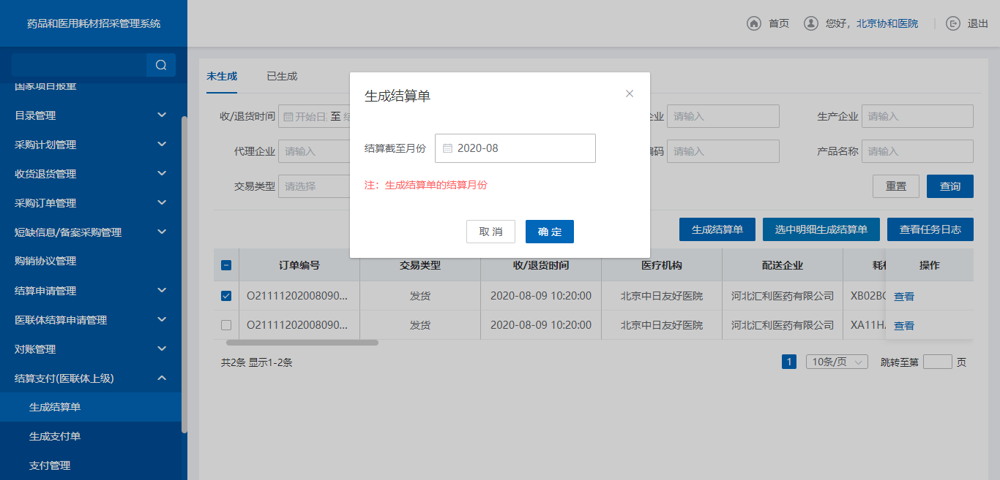 药品和医用耗材招采管理系统
首页
您好，北京协和医院
退出
国家项目报量
目录管理
采购计划管理
收货退货管理
采购订单管理
短缺信息/备案采购管理
购销协议管理
结算申请管理
医联体结算申请管理
对账管理
结算支付(医联体上级)
生成结算单
生成支付单
支付管理
未生成
已生成
收/退货时间
开始日
至
结
企业
请输入
生产企业
请输入
代理企业
请输入
编码
请输入
产品名称
请输入
交易类型
请选择
重置
查询
生成结算单
结算截至月份
2020-08
注：生成结算单的结算月份
取 消
确 定
生成结算单
选中明细生成结算单
查看任务日志
订单编号
交易类型
收/退货时间
医疗机构
配送企业
操作
O21111202008090...
发货
2020-08-09 10:20:00
北京中日友好医院
河北汇利医药有限公司
XB02BC
查看
O21111202008090...
发货
2020-08-09 10:20:00
北京中日友好医院
河北汇利医药有限公司
XA11HA
查看
共2条 显示1-2条
1
10条/页
跳转至第
页